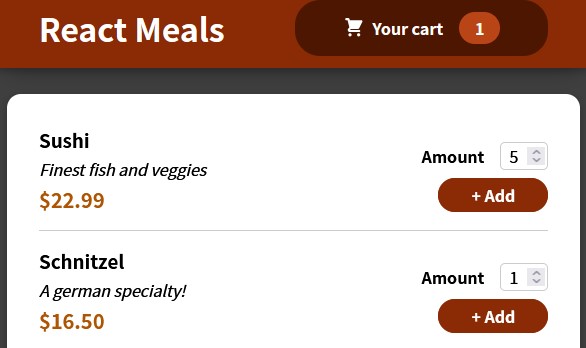 React Meals
Your cart 1
Sushi
Finest fish and veggies
$22.99
Amount 5
+ Add
Schnitzel
A german specialty!
$16.50
Amount 1
+ Add